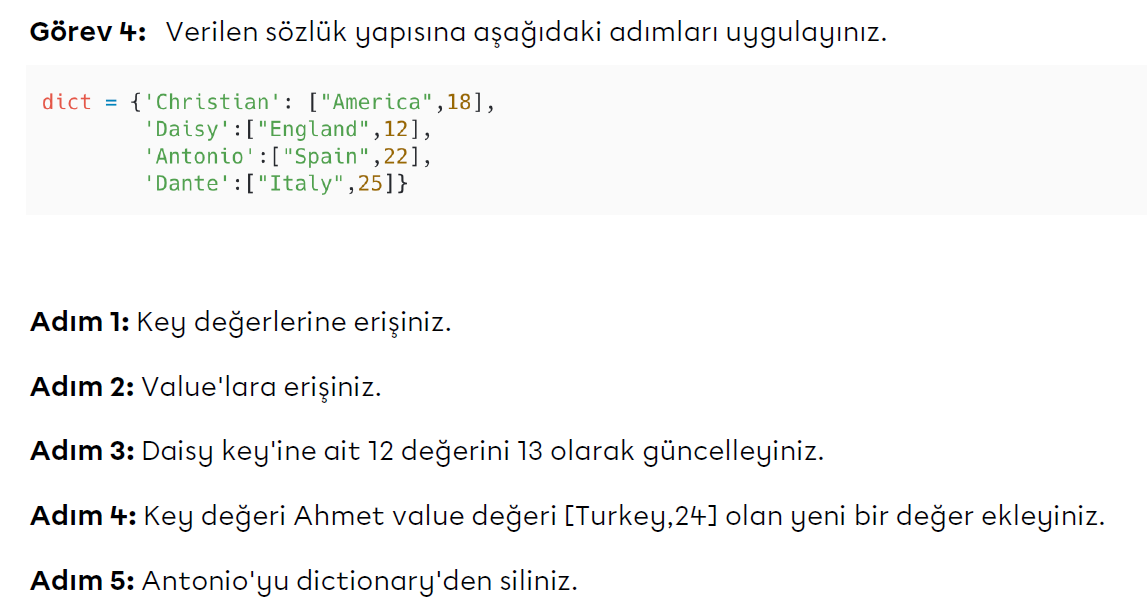 Görev 4: Verilen sözlük yapısına aşağıdaki adımları uygulayınız.
dict = {'Christian': ["America",18],
'Daisy':["England",12],
'Antonio':["Spain",22],
'Dante':["Italy",25]}
Adım 1: Key değerlerine erişiniz.
Adım 2: Value'lara erişiniz.
Adım 3: Daisy key'ine ait 12 değerini 13 olarak güncelleyiniz.
Adım 4: Key değeri Ahmet value değeri [Turkey,24] olan yeni bir değer ekleyiniz.
Adım 5: Antonio'yu dictionary'den siliniz.